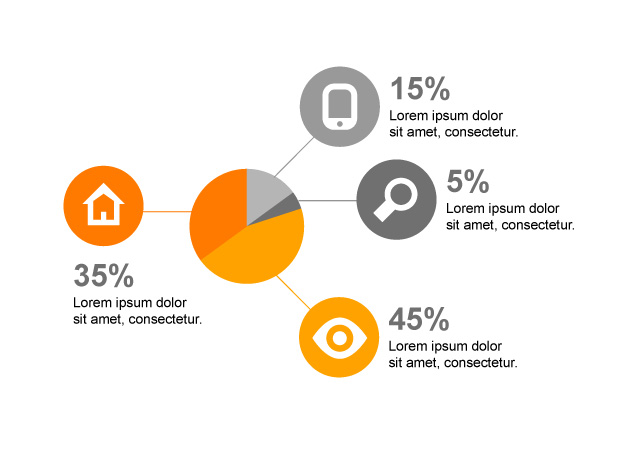 15%
Lorem ipsum dolor
sit amet, consectetur.
5%
Lorem ipsum dolor
sit amet, consectetur.
35%
Lorem ipsum dolor
sit amet, consectetur.
45%
Lorem ipsum dolor
sit amet, consectetur.